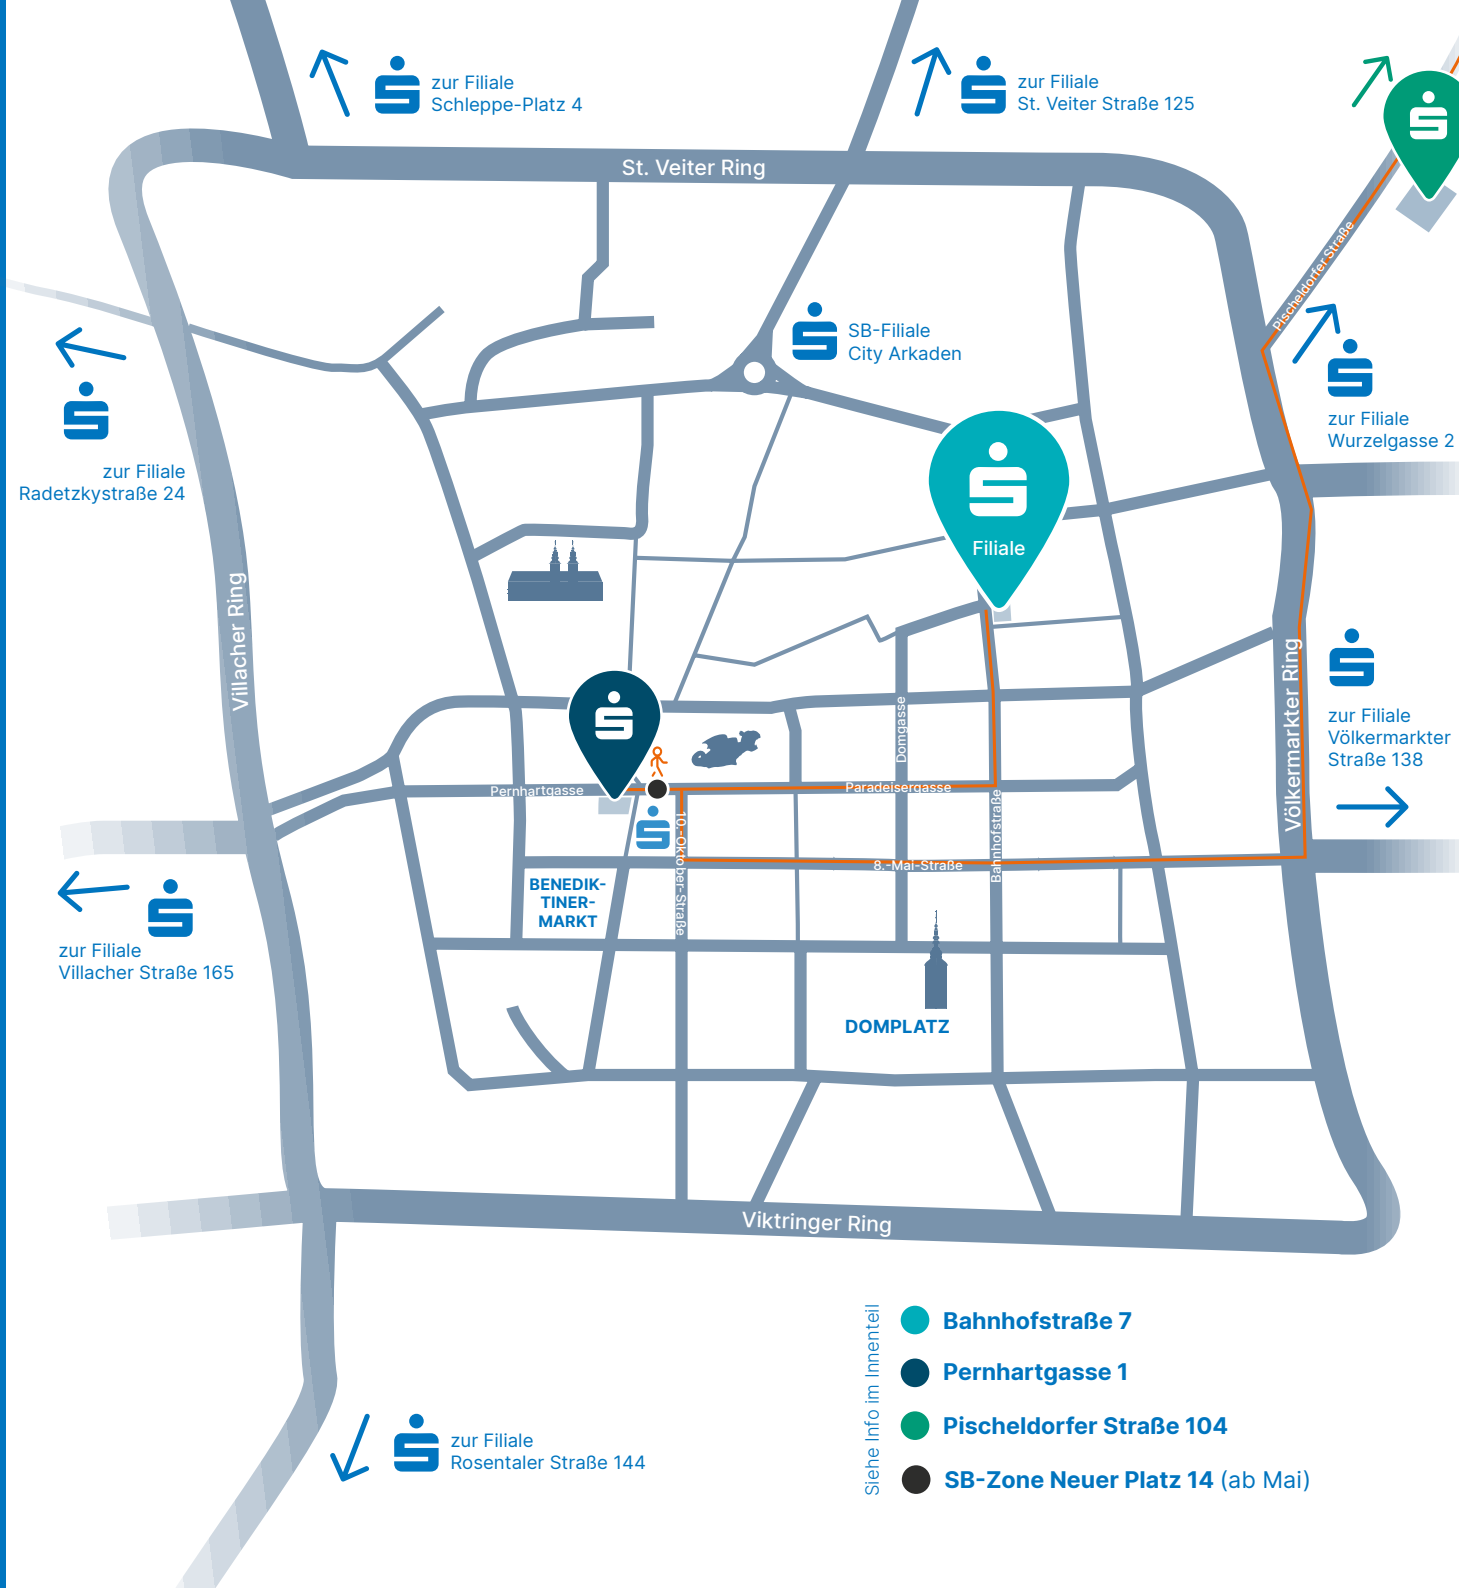 zur Filiale
Schleppe-Platz 4
zur Filiale
St. Veiter Straße 125
St. Veiter Ring
Pischeldorfer Straße
SB-Filiale
City Arkaden
zur Filiale
Wurzelgasse 2
zur Filiale
Radetzkystraße 24
Filiale
Villacher Ring
Völkermarkter Ring
zur Filiale
Völkermarkter
Straße 138
Domgasse
Pernhartgasse
Paradeisergasse
Bahnhofstraße
10.-Oktober-Straße
8.-Mai-Straße
BENEDIK-
TINER-
MARKT
zur Filiale
Villacher Straße 165
DOMPLATZ
Viktringer Ring
Siehe Info im Innenteil
Bahnhofstraße 7
Pernhartgasse 1
Pischeldorfer Straße 104
SB-Zone Neuer Platz 14 (ab Mai)
zur Filiale
Rosentaler Straße 144